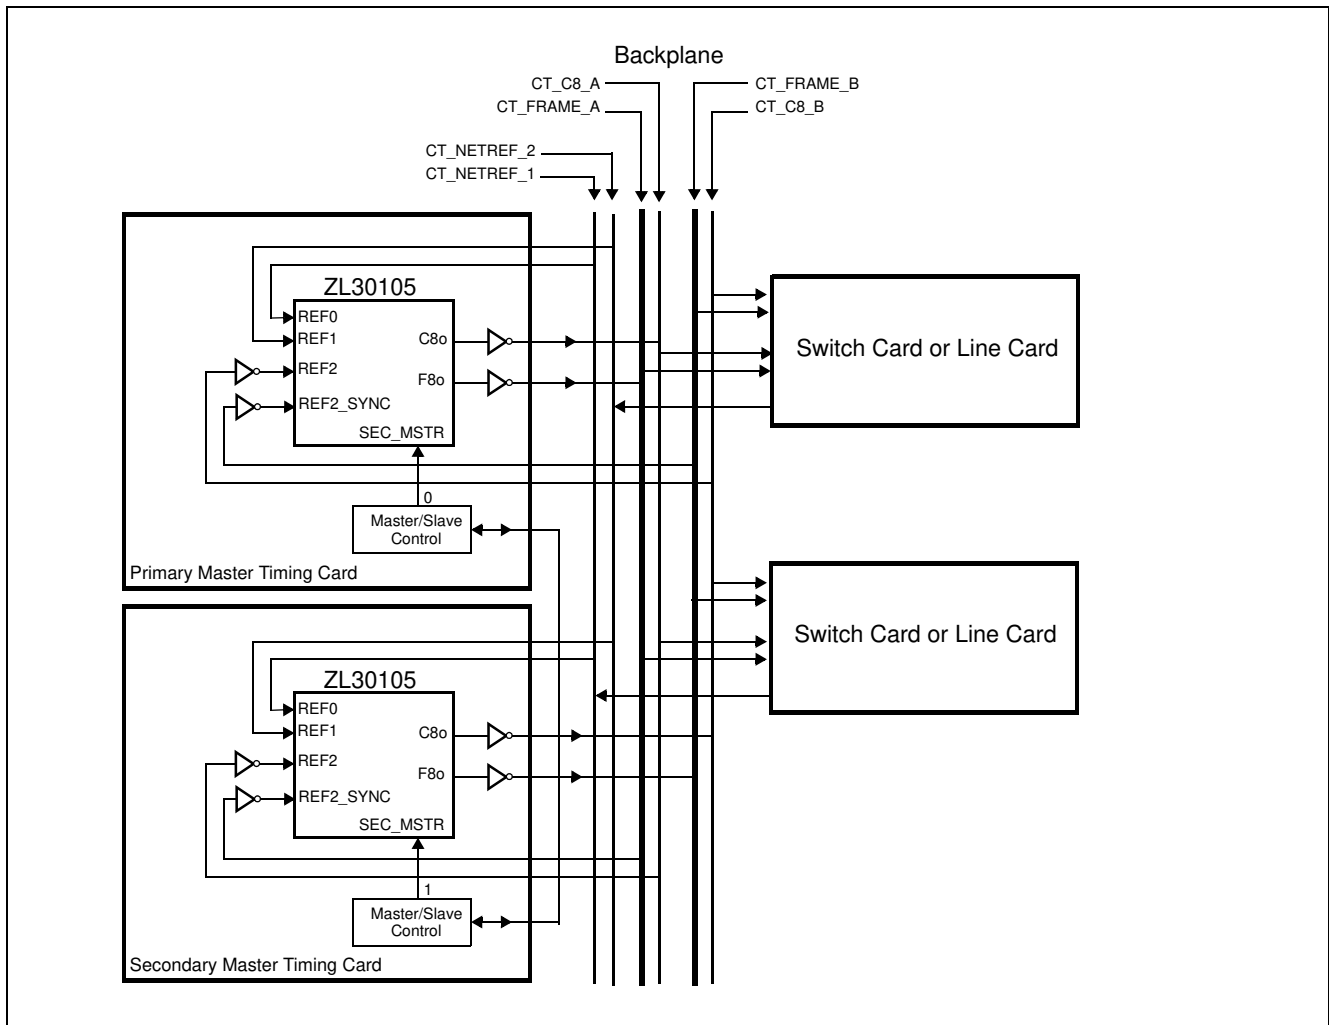 Backplane
CT_C8_A
CT_FRAME_B
CT_FRAME_A
CT_C8_B
CT_NETREF_2
CT_NETREF_1
ZL30105
REF0
REF1
C8o
REF2
F8o
REF2_SYNC
SEC_MSTR
0
Master/Slave
Control
Primary Master Timing Card
Switch Card or Line Card
ZL30105
REF0
REF1
C8o
REF2
F8o
REF2_SYNC
SEC_MSTR
1
Master/Slave
Control
Secondary Master Timing Card
Switch Card or Line Card